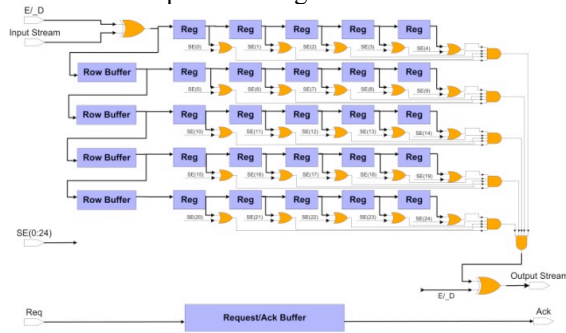 E/_D
Input Stream
Reg Reg Reg Reg Reg
SE(0) SE(1) SE(2) SE(3) SE(4)
Row Buffer Reg Reg Reg Reg Reg
SE(5) SE(6) SE(7) SE(8) SE(9)
Row Buffer Reg Reg Reg Reg Reg
SE(10) SE(11) SE(12) SE(13) SE(14)
Row Buffer Reg Reg Reg Reg Reg
SE(15) SE(16) SE(17) SE(18) SE(19)
Row Buffer Reg Reg Reg Reg Reg
SE(20) SE(21) SE(22) SE(23) SE(24)
SE(0:24)
Output Stream
E/_D
Req Request/Ack Buffer Ack